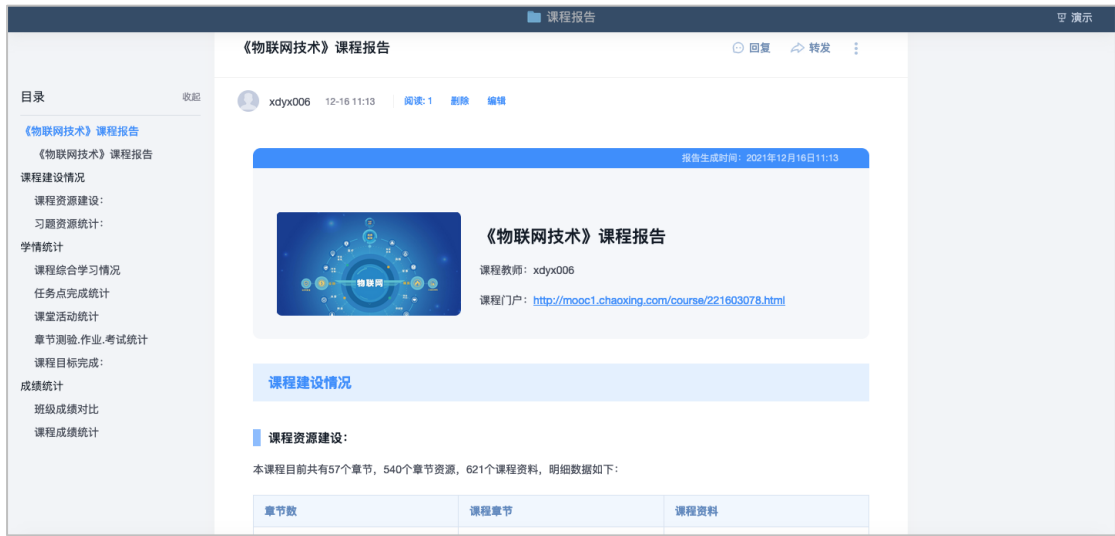 课程报告
演示
目录
收起
《物联网技术》课程报告
《物联网技术》课程报告
课程建设情况
课程资源建设：
习题资源统计：
学情统计
课程综合学习情况
任务点完成统计
课堂活动统计
章节测验.作业.考试统计
课程目标完成：
成绩统计
班级成绩对比
课程成绩统计
《物联网技术》课程报告
回复 转发
xdyx006 12-16 11:13 阅读: 1 删除 编辑
报告生成时间：2021年12月16日11:13
物联网
《物联网技术》课程报告
课程教师：xdyx006
课程门户：http://mooc1.chaoxing.com/course/221603078.html
课程建设情况
课程资源建设：
本课程目前共有57个章节，540个章节资源，621个课程资料，明细数据如下：
章节数 课程章节 课程资料